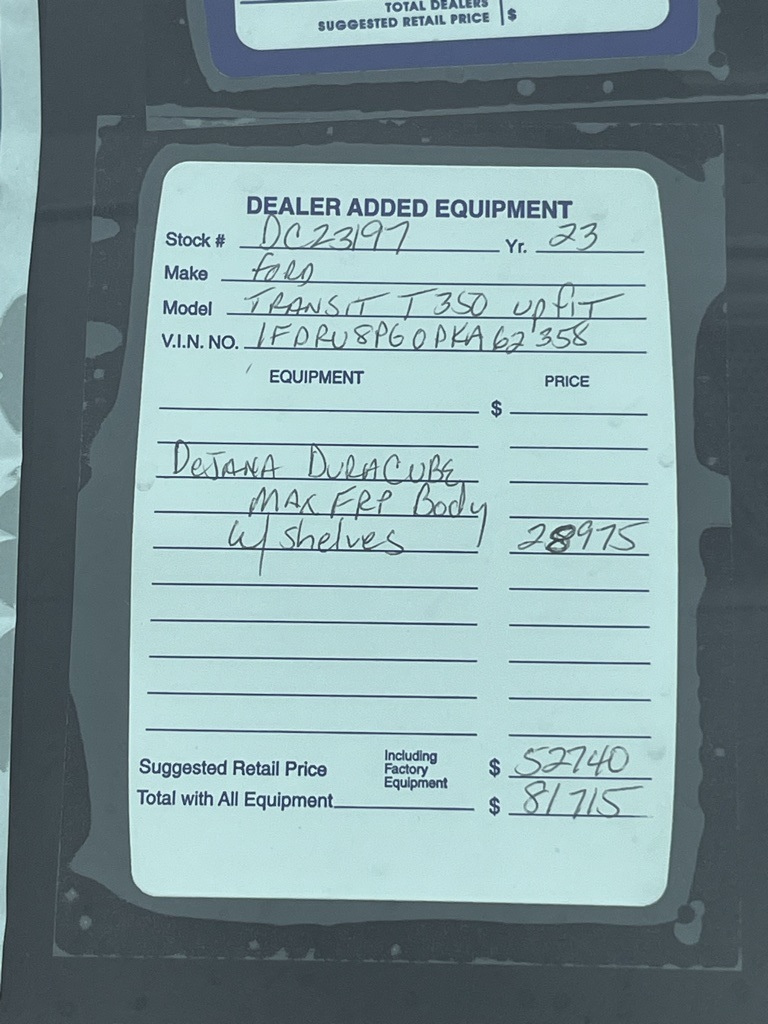 TOTAL DEALERS
SUGGESTED RETAIL PRICE $
DEALER ADDED EQUIPMENT
Stock # DC23197 Yr. 23
Make FORD
Model TRANSIT T350 upfiT
V.I.N. NO. 1FDRU8PG0PKA62358
EQUIPMENT PRICE
$
DeJANA DURACUBE
MAX FRP Body
w/ shelves 28975
Suggested Retail Price Including Factory Equipment $ 52740
Total with All Equipment $ 81715